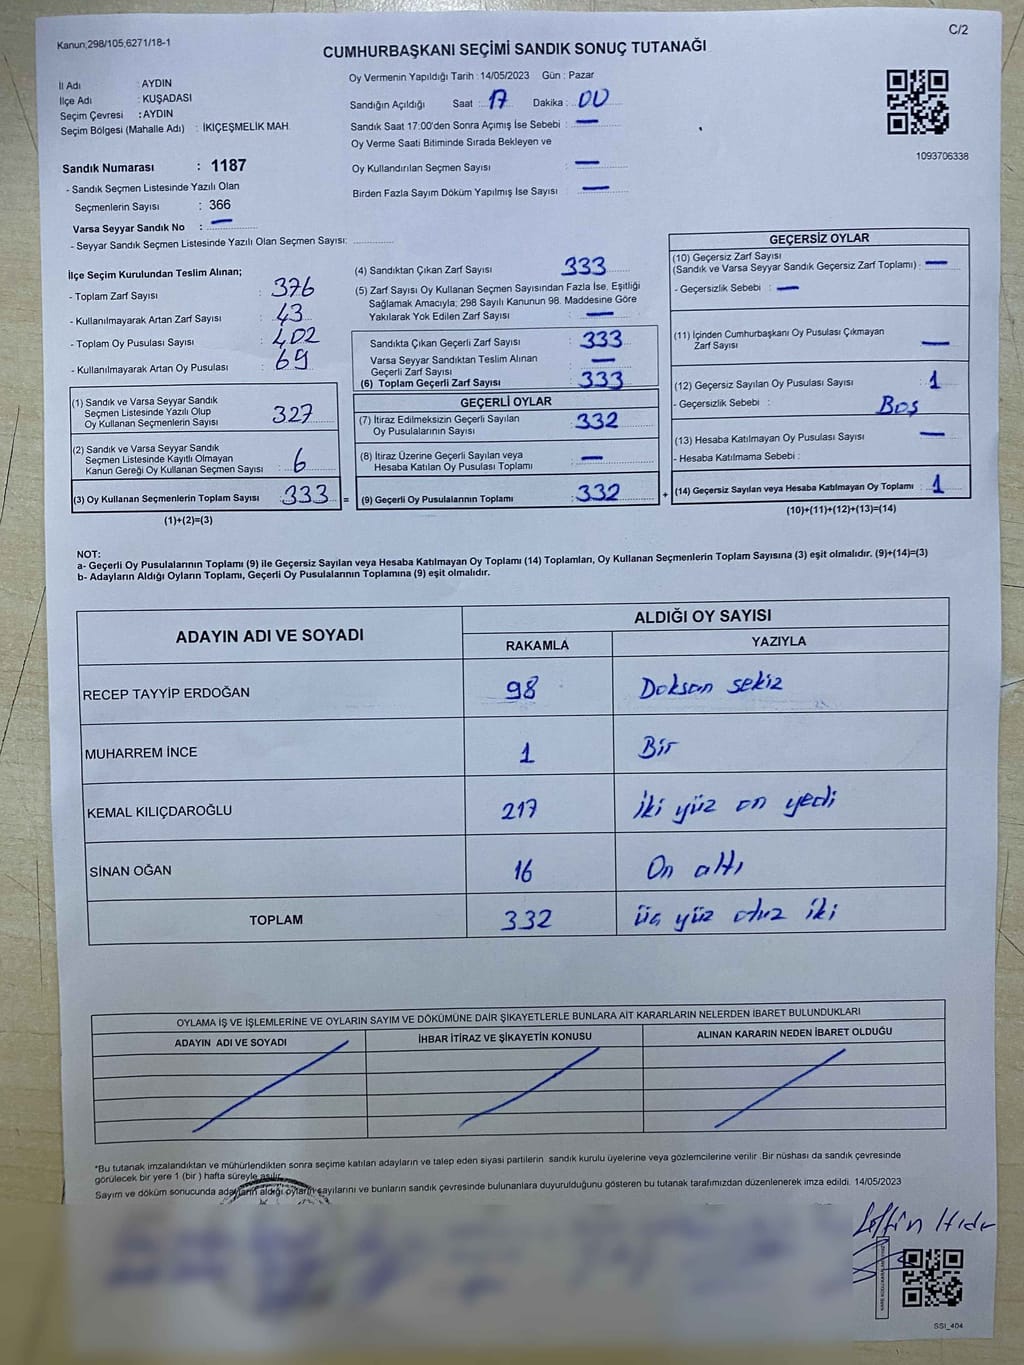 Kanun,298/105,6271/18-1
C/2
CUMHURBAŞKANI SEÇİMİ SANDIK SONUÇ TUTANAĞI
İl Adı : AYDIN
İlçe Adı : KUŞADASI
Seçim Çevresi : AYDIN
Seçim Bölgesi (Mahalle Adı) : İKİÇEŞMELİK MAH.
Oy Vermenin Yapıldığı Tarih : 14/05/2023 Gün : Pazar
Sandığın Açıldığı Saat : 17 Dakika : 00
Sandık Saat 17:00'den Sonra Açımış İse Sebebi : —
Oy Verme Saati Bitiminde Sırada Bekleyen ve
Oy Kullandırılan Seçmen Sayısı : —
Birden Fazla Sayım Döküm Yapılmış İse Sayısı : —
1093706338
Sandık Numarası : 1187
- Sandık Seçmen Listesinde Yazılı Olan
Seçmenlerin Sayısı : 366
Varsa Seyyar Sandık No : —
- Seyyar Sandık Seçmen Listesinde Yazılı Olan Seçmen Sayısı: ..............
İlçe Seçim Kurulundan Teslim Alınan;
- Toplam Zarf Sayısı : 376
- Kullanılmayarak Artan Zarf Sayısı : 43
- Toplam Oy Pusulası Sayısı : 402
- Kullanılmayarak Artan Oy Pusulası : 69
(1) Sandık ve Varsa Seyyar Sandık
Seçmen Listesinde Yazılı Olup
Oy Kullanan Seçmenlerin Sayısı : 327
(2) Sandık ve Varsa Seyyar Sandık
Seçmen Listesinde Kayıtlı Olmayan
Kanun Gereği Oy Kullanan Seçmen Sayısı : 6
(3) Oy Kullanan Seçmenlerin Toplam Sayısı : 333 =
(1)+(2)=(3)
(4) Sandıktan Çıkan Zarf Sayısı : 333
(5) Zarf Sayısı Oy Kullanan Seçmen Sayısından Fazla İse, Eşitliği
Sağlamak Amacıyla; 298 Sayılı Kanunun 98. Maddesine Göre
Yakılarak Yok Edilen Zarf Sayısı : —
Sandıkta Çıkan Geçerli Zarf Sayısı : 333
Varsa Seyyar Sandıktan Teslim Alınan
Geçerli Zarf Sayısı : —
(6) Toplam Geçerli Zarf Sayısı : 333
GEÇERLİ OYLAR
(7) İtiraz Edilmeksizin Geçerli Sayılan
Oy Pusulalarının Sayısı : 332
(8) İtiraz Üzerine Geçerli Sayılan veya
Hesaba Katılan Oy Pusulası Toplamı : —
(9) Geçerli Oy Pusulalarının Toplamı : 332 +
GEÇERSİZ OYLAR
(10) Geçersiz Zarf Sayısı
(Sandık ve Varsa Seyyar Sandık Geçersiz Zarf Toplamı) : —
- Geçersizlik Sebebi : —
(11) İçinden Cumhurbaşkanı Oy Pusulası Çıkmayan
Zarf Sayısı —
(12) Geçersiz Sayılan Oy Pusulası Sayısı : 1
- Geçersizlik Sebebi : Boş
(13) Hesaba Katılmayan Oy Pusulası Sayısı : —
- Hesaba Katılmama Sebebi :
(14) Geçersiz Sayılan veya Hesaba Katılmayan Oy Toplamı : 1
(10)+(11)+(12)+(13)=(14)
NOT:
a- Geçerli Oy Pusulalarının Toplamı (9) ile Geçersiz Sayılan veya Hesaba Katılmayan Oy Toplamı (14) Toplamları, Oy Kullanan Seçmenlerin Toplam Sayısına (3) eşit olmalıdır. (9)+(14)=(3)
b- Adayların Aldığı Oyların Toplamı, Geçerli Oy Pusulalarının Toplamına (9) eşit olmalıdır.
ADAYIN ADI VE SOYADI ALDIĞI OY SAYISI
RAKAMLA YAZIYLA
RECEP TAYYİP ERDOĞAN 98 Doksan sekiz
MUHARREM İNCE 1 Bir
KEMAL KILIÇDAROĞLU 217 İki yüz on yedi
SİNAN OĞAN 16 On altı
TOPLAM 332 üç yüz otuz iki
OYLAMA İŞ VE İŞLEMLERİNE VE OYLARIN SAYIM VE DÖKÜMÜNE DAİR ŞİKAYETLERLE BUNLARA AİT KARARLARIN NELERDEN İBARET BULUNDUKLARI
ADAYIN ADI VE SOYADI İHBAR İTİRAZ VE ŞİKAYETİN KONUSU ALINAN KARARIN NEDEN İBARET OLDUĞU
*Bu tutanak imzalandıktan ve mühürlendikten sonra seçime katılan adayların ve talep eden siyasi partilerin sandık kurulu üyelerine veya gözlemcilerine verilir .Bir nüshası da sandık çevresinde
görülecek bir yere 1 (bir ) hafta süreyle asılır.
Sayım ve döküm sonucunda adayların aldığı oyların sayılarını ve bunların sandık çevresinde bulunanlara duyurulduğunu gösteren bu tutanak tarafımızdan düzenlenerek imza edildi. 14/05/2023
SSI_404